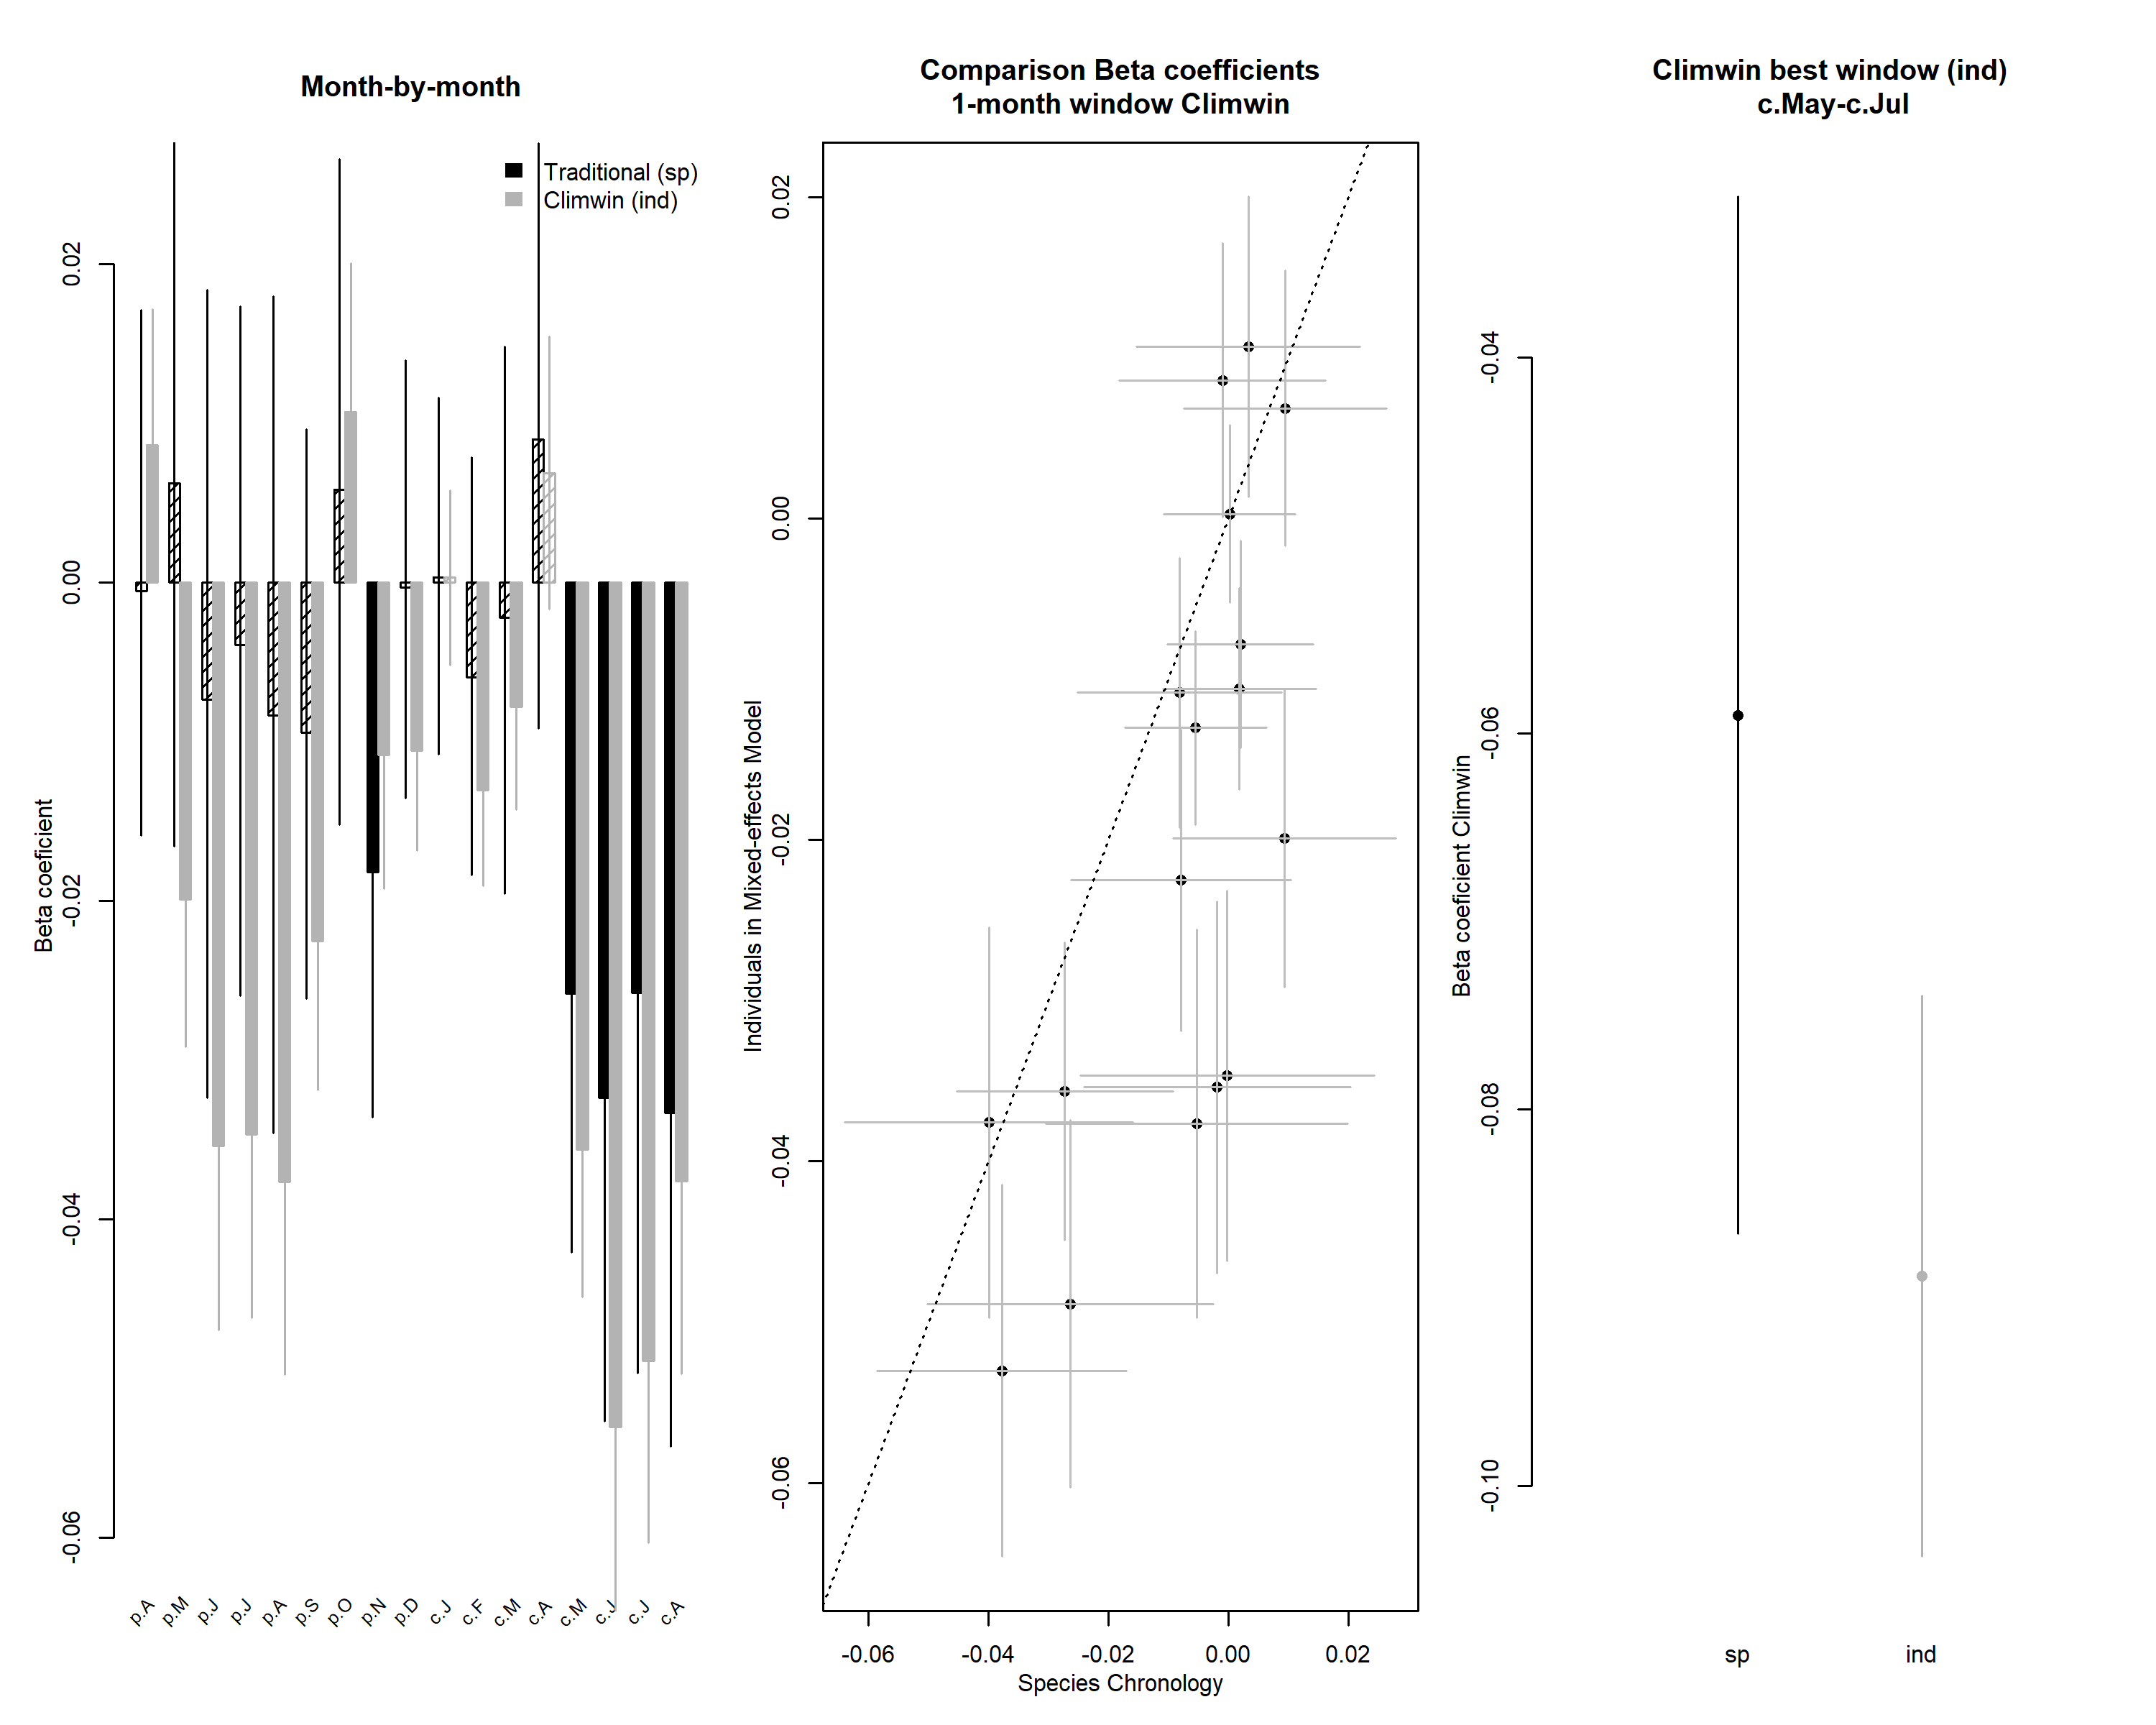 Month-by-month
Traditional (sp)
Climwin (ind)
Beta coeficient
0.02
0.00
-0.02
-0.04
-0.06
p.A
p.M
p.J
p.J
p.A
p.S
p.O
p.N
p.D
c.J
c.F
c.M
c.A
c.M
c.J
c.J
c.A
Comparison Beta coefficients
1-month window Climwin
Individuals in Mixed-effects Model
0.02
0.00
-0.02
-0.04
-0.06
-0.06
-0.04
-0.02
0.00
0.02
Species Chronology
Climwin best window (ind)
c.May-c.Jul
Beta coeficient Climwin
-0.04
-0.06
-0.08
-0.10
sp
ind